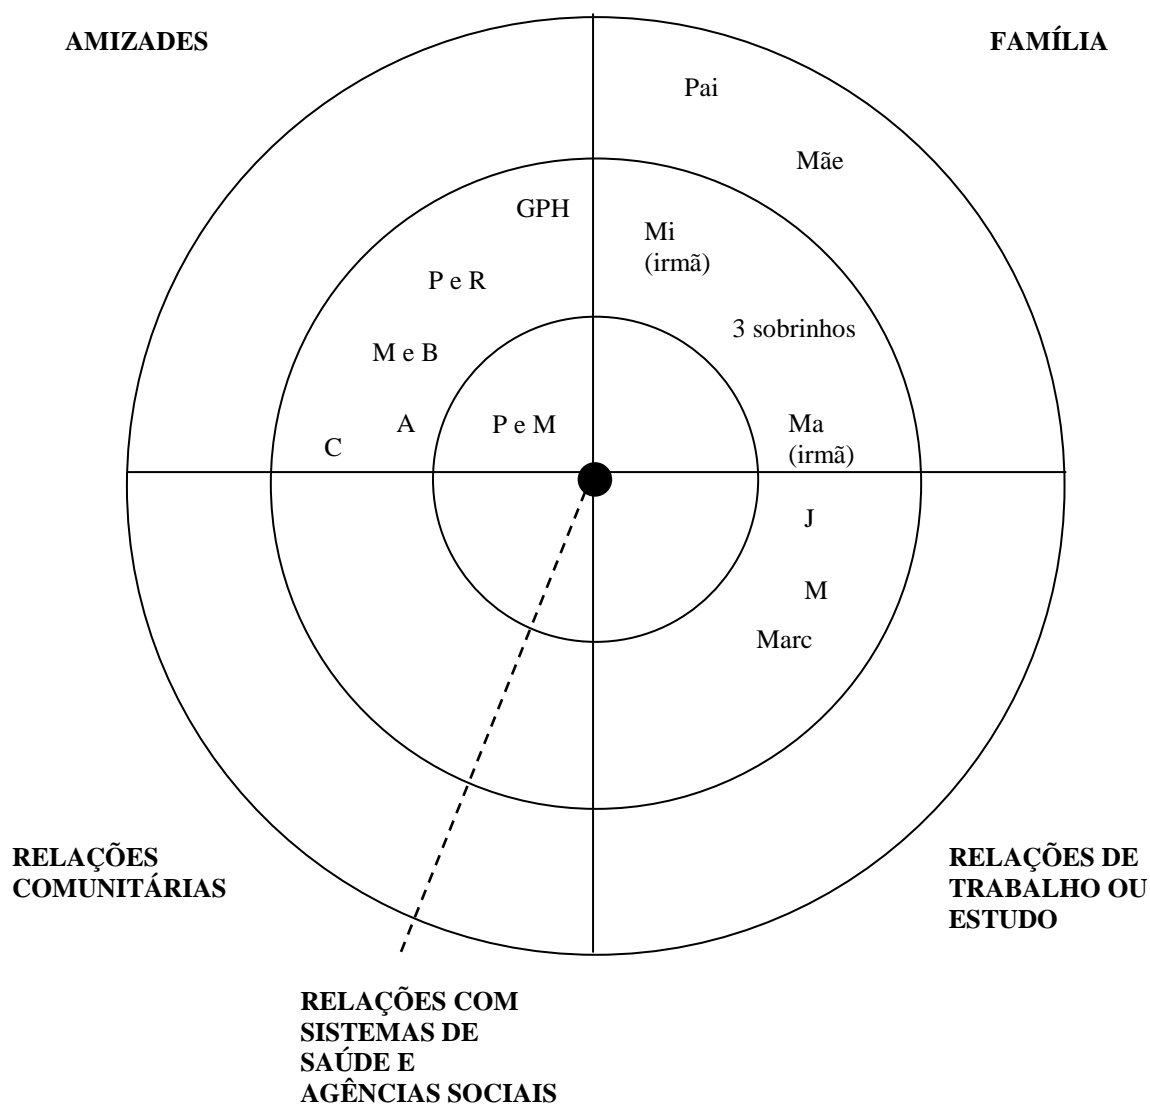 AMIZADES
FAMÍLIA
Pai
Mãe
GPH
Mi
(irmã)
P e R
3 sobrinhos
M e B
A
P e M
Ma
(irmã)
C
J
M
Marc
RELAÇÕES
COMUNITÁRIAS
RELAÇÕES DE
TRABALHO OU
ESTUDO
RELAÇÕES COM
SISTEMAS DE
SAÚDE E
AGÊNCIAS SOCIAIS